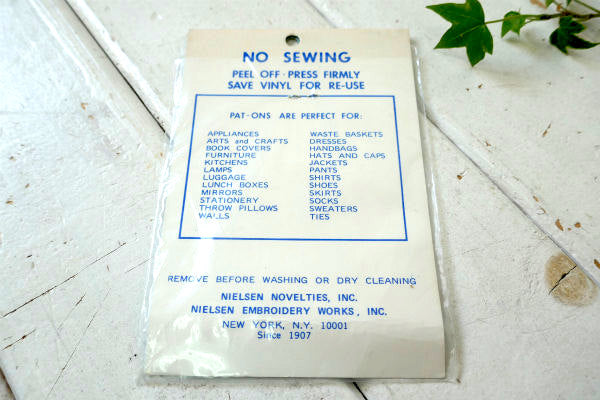 NO SEWING
PEEL OFF · PRESS FIRMLY
SAVE VINYL FOR RE-USE
PAT-ONS ARE PERFECT FOR:
APPLIANCES
ARTS and CRAFTS
BOOK COVERS
FURNITURE
KITCHENS
LAMPS
LUGGAGE
LUNCH BOXES
MIRRORS
STATIONERY
THROW PILLOWS
WALLS
WASTE BASKETS
DRESSES
HANDBAGS
HATS AND CAPS
JACKETS
PANTS
SHIRTS
SHOES
SKIRTS
SOCKS
SWEATERS
TIES
REMOVE BEFORE WASHING OR DRY CLEANING
NIELSEN NOVELTIES, INC.
NIELSEN EMBROIDERY WORKS, INC.
NEW YORK, N.Y. 10001
Since 1907